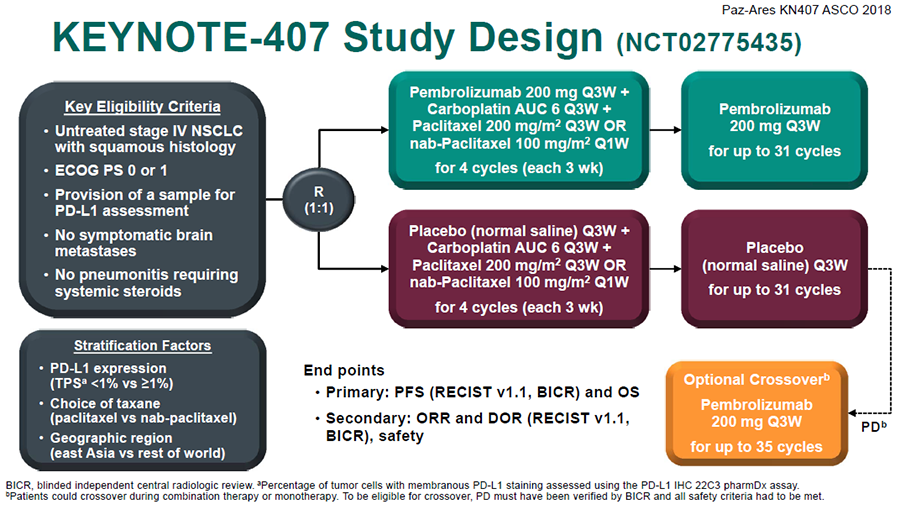 Paz-Ares KN407 ASCO 2018
KEYNOTE-407 Study Design (NCT02775435)
Key Eligibility Criteria
• Untreated stage IV NSCLC
with squamous histology
• ECOG PS 0 or 1
• Provision of a sample for
PD-L1 assessment
• No symptomatic brain
metastases
• No pneumonitis requiring
systemic steroids
R
(1:1)
Pembrolizumab 200 mg Q3W +
Carboplatin AUC 6 Q3W +
Paclitaxel 200 mg/m² Q3W OR
nab-Paclitaxel 100 mg/m² Q1W
for 4 cycles (each 3 wk)
Pembrolizumab
200 mg Q3W
for up to 31 cycles
Placebo (normal saline) Q3W +
Carboplatin AUC 6 Q3W +
Paclitaxel 200 mg/m² Q3W OR
nab-Paclitaxel 100 mg/m² Q1W
for 4 cycles (each 3 wk)
Placebo
(normal saline) Q3W
for up to 31 cycles
Stratification Factors
• PD-L1 expression
(TPSᵃ <1% vs ≥1%)
• Choice of taxane
(paclitaxel vs nab-paclitaxel)
• Geographic region
(east Asia vs rest of world)
End points
• Primary: PFS (RECIST v1.1, BICR) and OS
• Secondary: ORR and DOR (RECIST v1.1,
BICR), safety
Optional Crossoverᵇ
Pembrolizumab
200 mg Q3W
for up to 35 cycles
PDᵇ
BICR, blinded independent central radiologic review. ᵃPercentage of tumor cells with membranous PD-L1 staining assessed using the PD-L1 IHC 22C3 pharmDx assay.
ᵇPatients could crossover during combination therapy or monotherapy. To be eligible for crossover, PD must have been verified by BICR and all safety criteria had to be met.